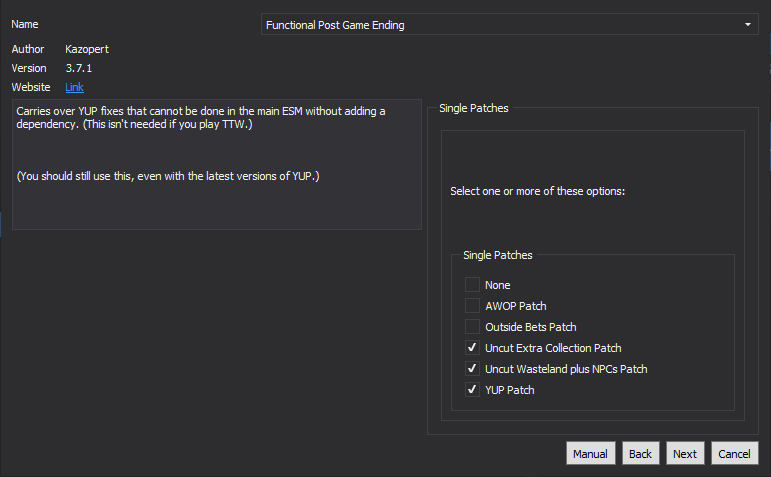 Name
Functional Post Game Ending
Author Kazopert
Version 3.7.1
Website Link
Carries over YUP fixes that cannot be done in the main ESM without adding a
dependency. (This isn't needed if you play TTW.)
(You should still use this, even with the latest versions of YUP.)
Single Patches
Select one or more of these options:
Single Patches
None
AWOP Patch
Outside Bets Patch
Uncut Extra Collection Patch
Uncut Wasteland plus NPCs Patch
YUP Patch
Manual Back Next Cancel